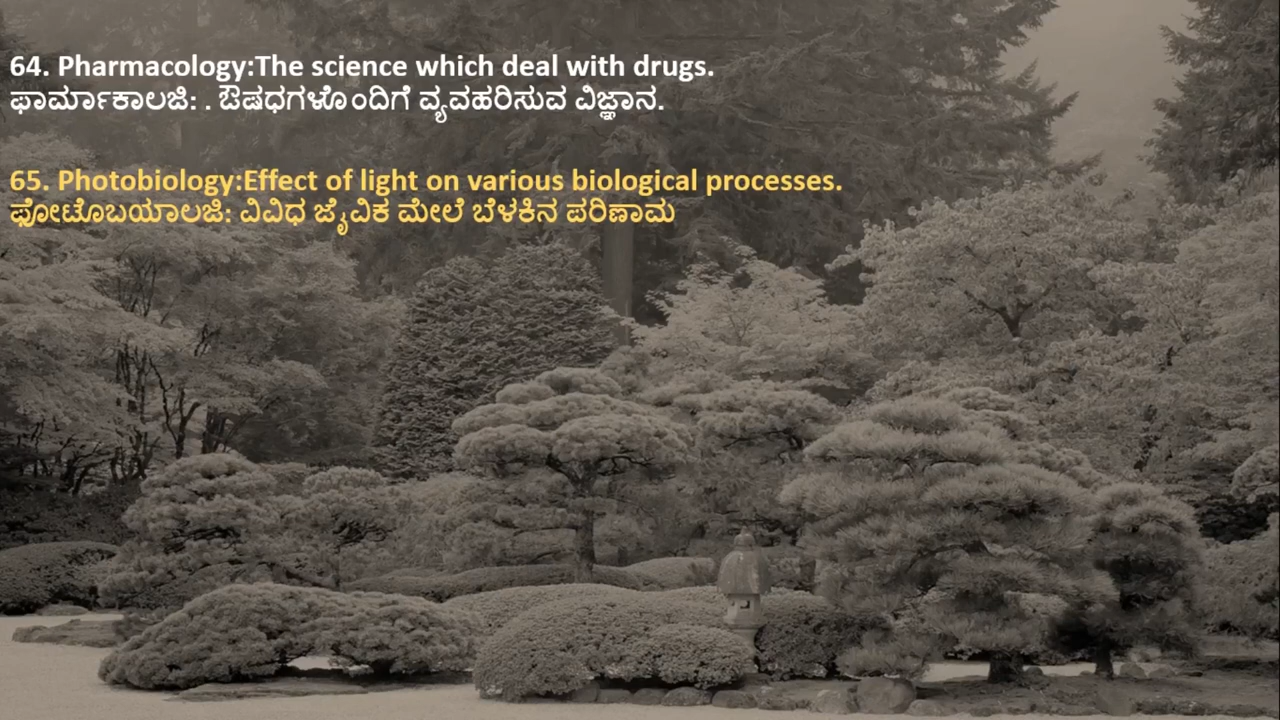 64. Pharmacology:The science which deal with drugs.
ಫಾರ್ಮಾಕಾಲಜಿ: . ಔಷಧಗಳೊಂದಿಗೆ ವ್ಯವಹರಿಸುವ ವಿಜ್ಞಾನ.
65. Photobiology:Effect of light on various biological processes.
ಫೋಟೊಬಯಾಲಜಿ: ವಿವಿಧ ಜೈವಿಕ ಮೇಲೆ ಬೆಳಕಿನ ಪರಿಣಾಮ